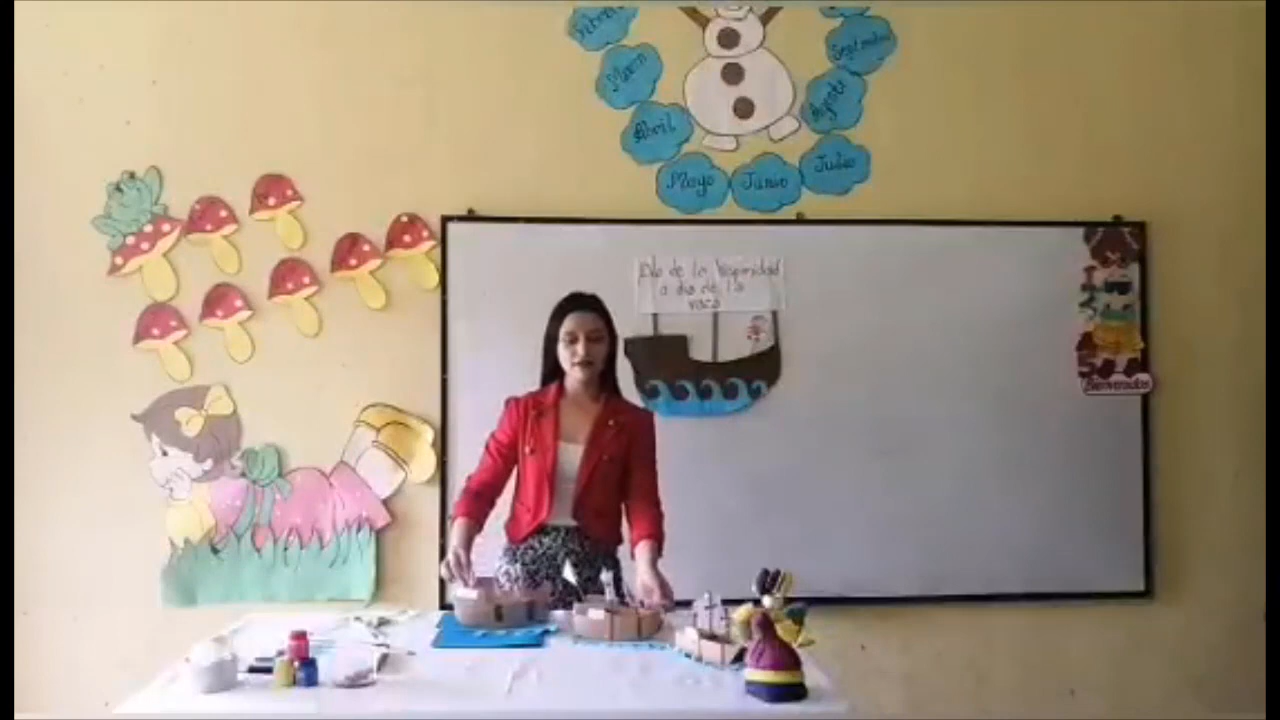 Febrero
Marzo
Abril
Mayo
Junio
Julio
Agosto
Septiembre
Día de la hispanidad
o día de la
raza
Bienvenidos